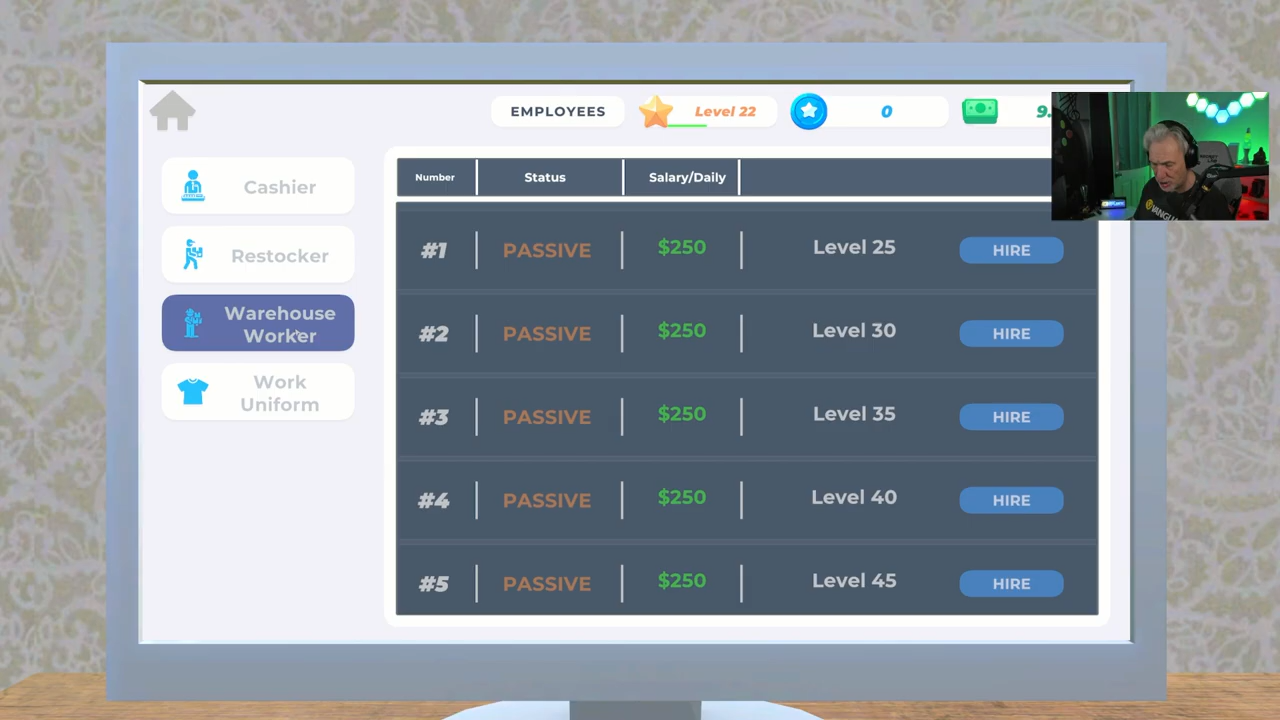 EMPLOYEES
Level 22
0
9.
Cashier
Restocker
Warehouse
Worker
Work
Uniform
Number Status Salary/Daily
#1 PASSIVE $250 Level 25 HIRE
#2 PASSIVE $250 Level 30 HIRE
#3 PASSIVE $250 Level 35 HIRE
#4 PASSIVE $250 Level 40 HIRE
#5 PASSIVE $250 Level 45 HIRE